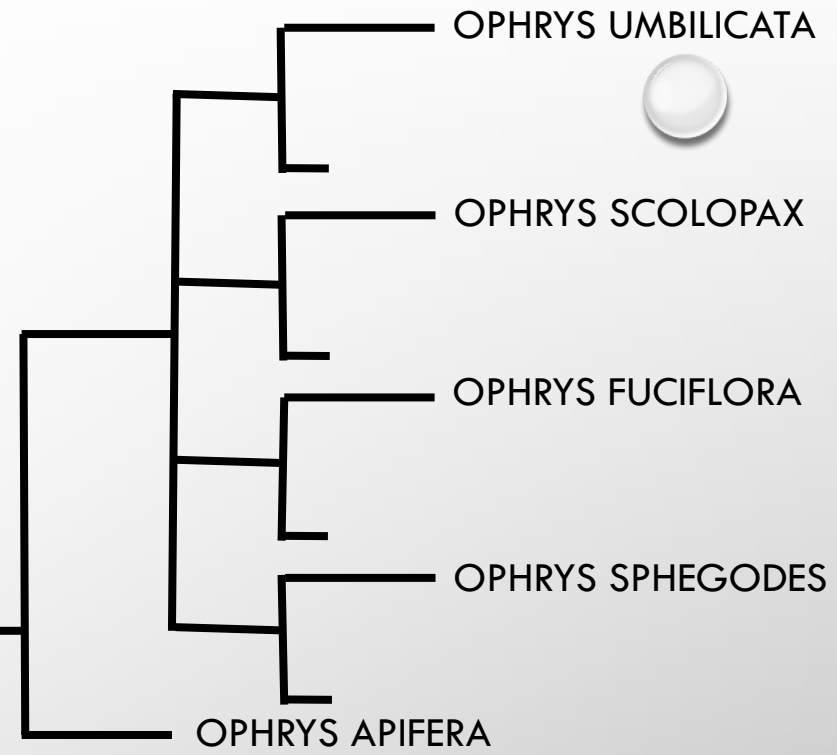 OPHRYS UMBILICATA
OPHRYS SCOLOPAX
OPHRYS FUCIFLORA
OPHRYS SPHEGODES
OPHRYS APIFERA